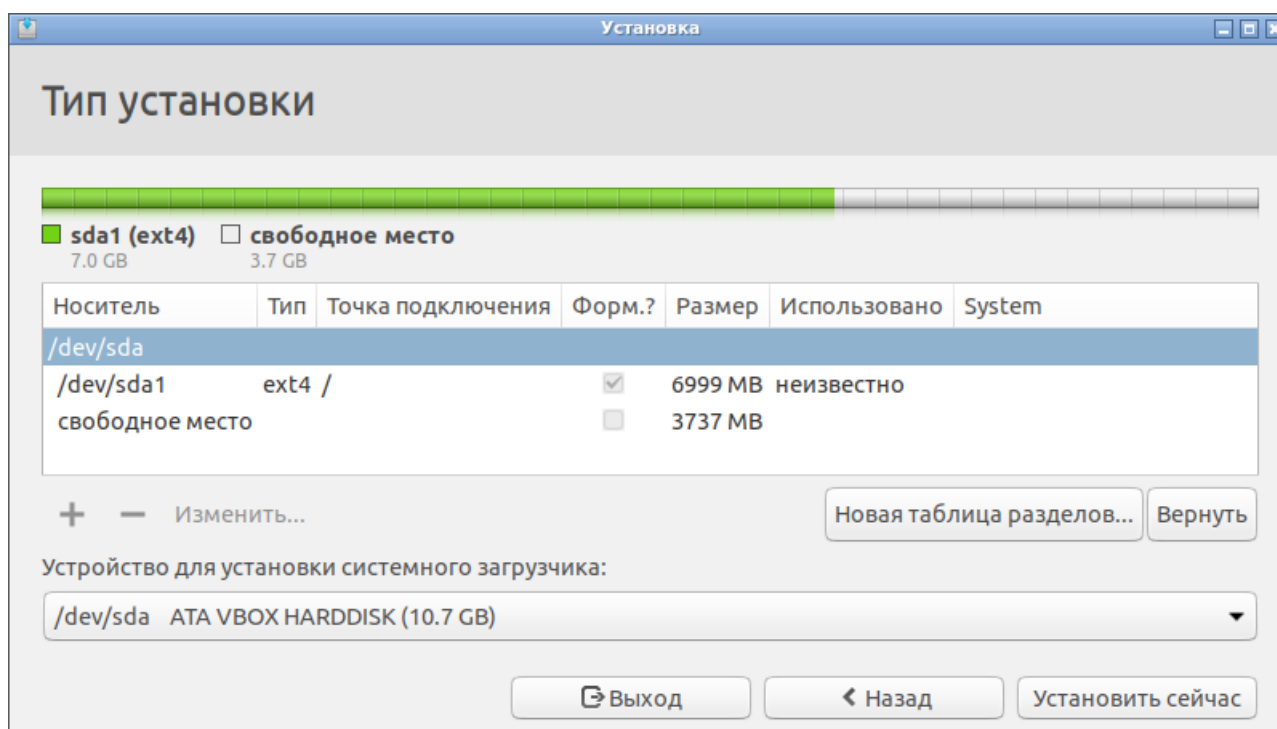 Установка
Тип установки
sda1 (ext4) свободное место
7.0 GB 3.7 GB
Носитель Тип Точка подключения Форм.? Размер Использовано System
/dev/sda
/dev/sda1 ext4 / 6999 MB неизвестно
свободное место 3737 MB
+ — Изменить... Новая таблица разделов... Вернуть
Устройство для установки системного загрузчика:
/dev/sda ATA VBOX HARDDISK (10.7 GB)
Выход Назад Установить сейчас